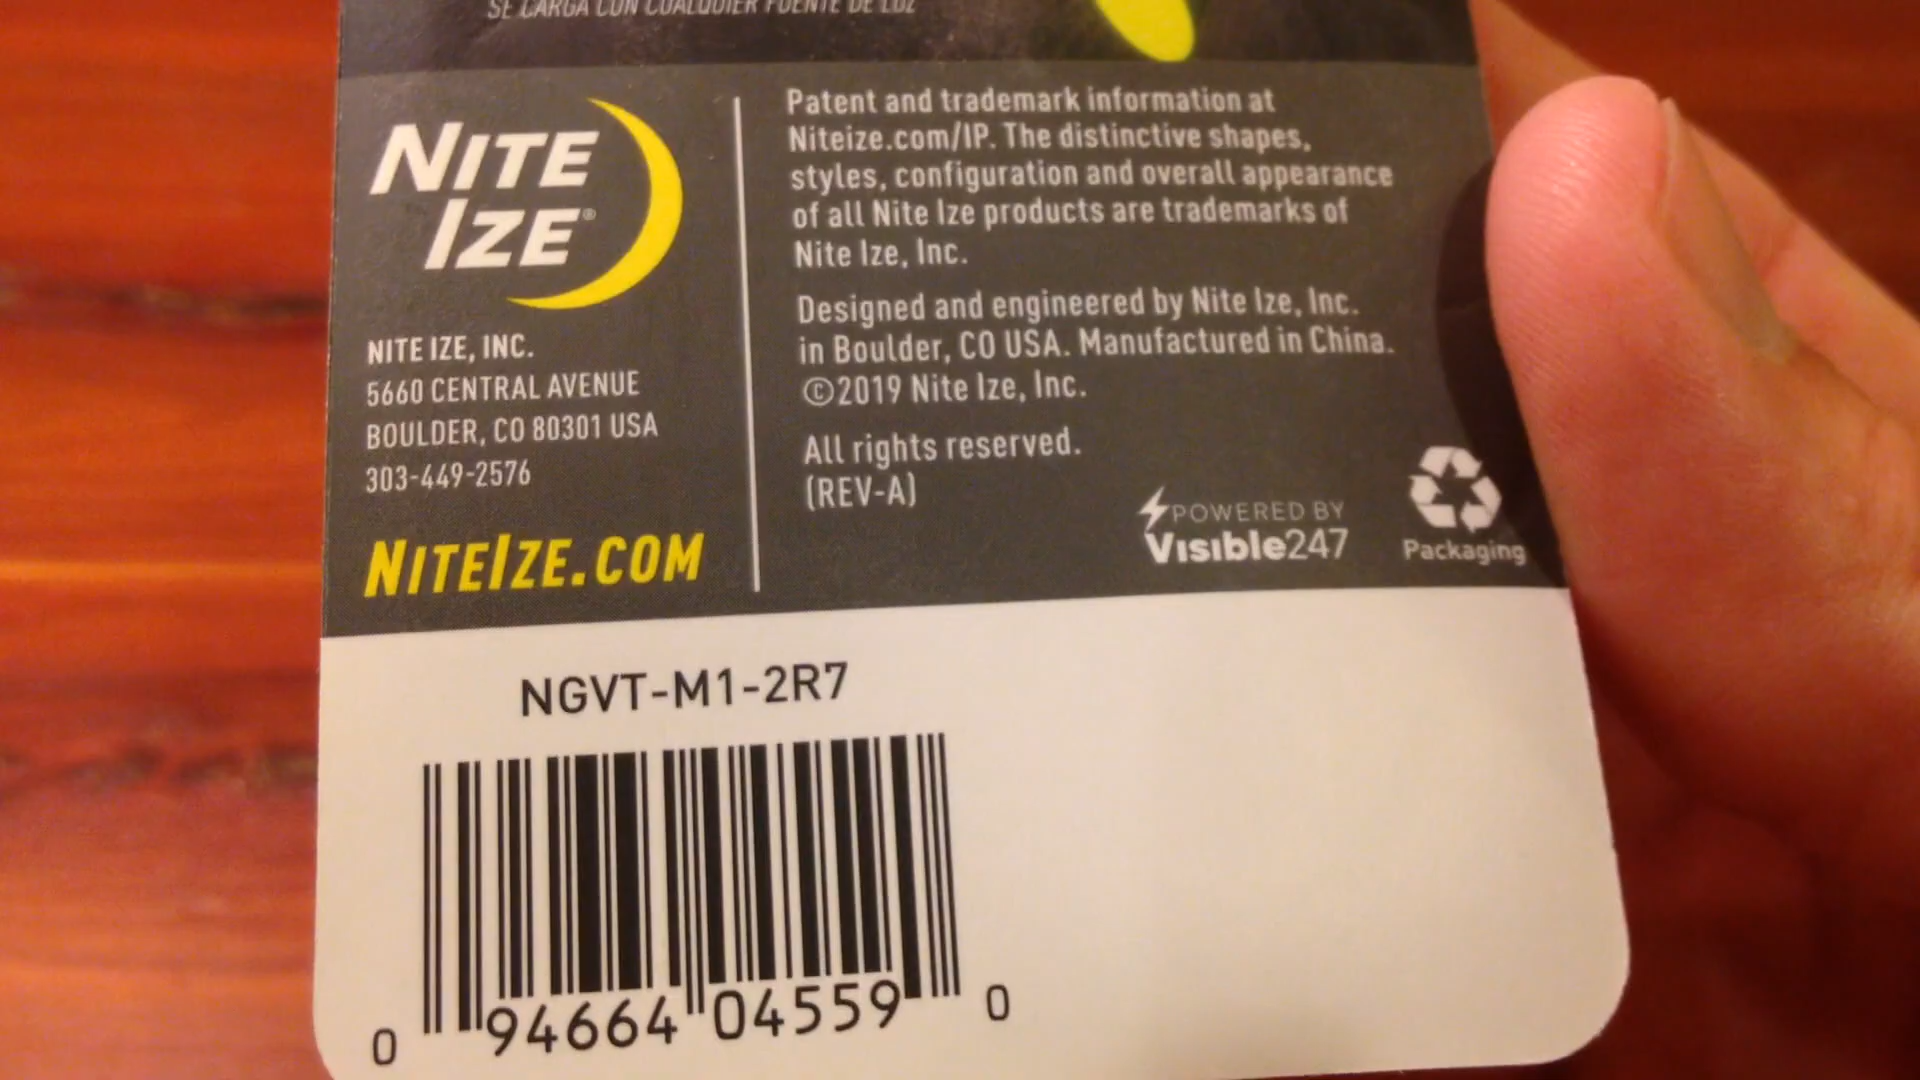 SE CARGA CON CUALQUIER FUENTE DE LUZ
NITE
IZE®
NITE IZE, INC.
5660 CENTRAL AVENUE
BOULDER, CO 80301 USA
303-449-2576
NITEIZE.COM
Patent and trademark information at
Niteize.com/IP. The distinctive shapes,
styles, configuration and overall appearance
of all Nite Ize products are trademarks of
Nite Ize, Inc.
Designed and engineered by Nite Ize, Inc.
in Boulder, CO USA. Manufactured in China.
©2019 Nite Ize, Inc.
All rights reserved.
(REV-A)
POWERED BY
Visible247
Packaging
NGVT-M1-2R7
0 94664 04559 0